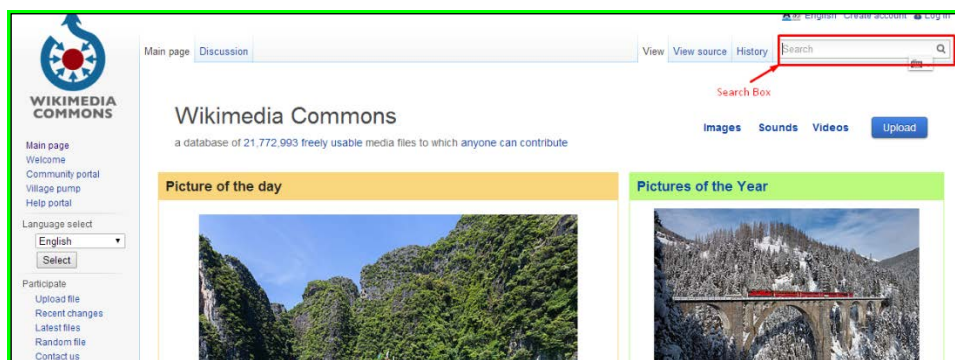 English Create account Log in
Main page Discussion
View View source History Search
Search Box
WIKIMEDIA
COMMONS
Wikimedia Commons
a database of 21,772,993 freely usable media files to which anyone can contribute
Images Sounds Videos Upload
Main page
Welcome
Community portal
Village pump
Help portal
Language select
English
Select
Participate
Upload file
Recent changes
Latest files
Random file
Contact us
Picture of the day
Pictures of the Year